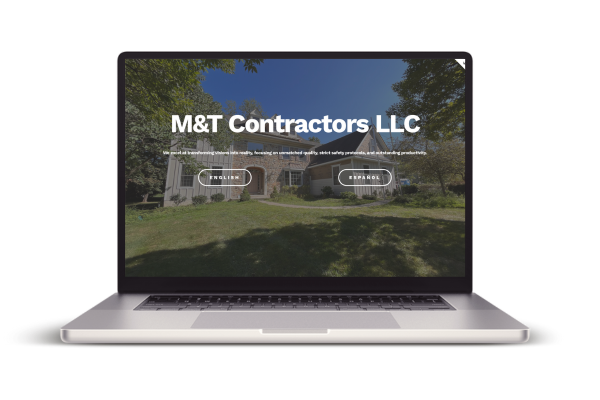 M&T Contractors LLC
We excel at transforming visions into reality, focusing on unmatched quality, strict safety protocols, and outstanding productivity.
ENGLISH
ESPAÑOL